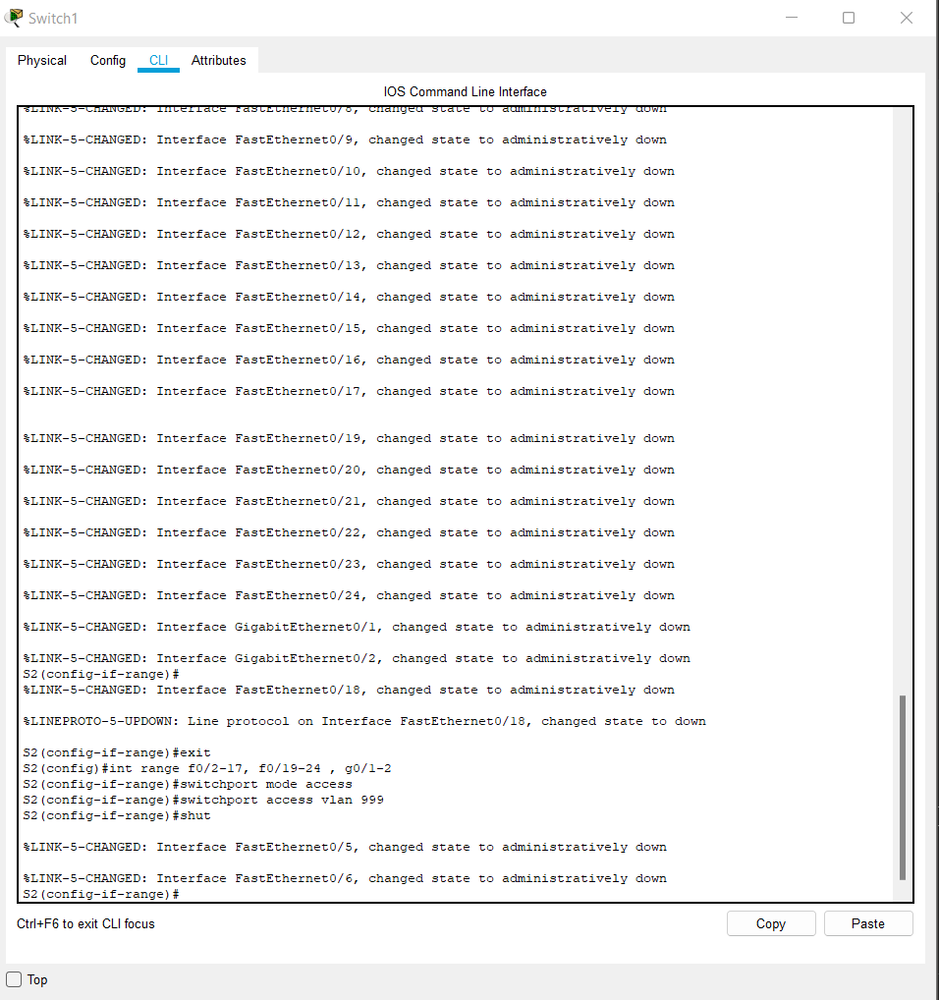 Switch1
Physical Config CLI Attributes
IOS Command Line Interface
%LINK-5-CHANGED: Interface FastEthernet0/8, changed state to administratively down
%LINK-5-CHANGED: Interface FastEthernet0/9, changed state to administratively down
%LINK-5-CHANGED: Interface FastEthernet0/10, changed state to administratively down
%LINK-5-CHANGED: Interface FastEthernet0/11, changed state to administratively down
%LINK-5-CHANGED: Interface FastEthernet0/12, changed state to administratively down
%LINK-5-CHANGED: Interface FastEthernet0/13, changed state to administratively down
%LINK-5-CHANGED: Interface FastEthernet0/14, changed state to administratively down
%LINK-5-CHANGED: Interface FastEthernet0/15, changed state to administratively down
%LINK-5-CHANGED: Interface FastEthernet0/16, changed state to administratively down
%LINK-5-CHANGED: Interface FastEthernet0/17, changed state to administratively down
%LINK-5-CHANGED: Interface FastEthernet0/19, changed state to administratively down
%LINK-5-CHANGED: Interface FastEthernet0/20, changed state to administratively down
%LINK-5-CHANGED: Interface FastEthernet0/21, changed state to administratively down
%LINK-5-CHANGED: Interface FastEthernet0/22, changed state to administratively down
%LINK-5-CHANGED: Interface FastEthernet0/23, changed state to administratively down
%LINK-5-CHANGED: Interface FastEthernet0/24, changed state to administratively down
%LINK-5-CHANGED: Interface GigabitEthernet0/1, changed state to administratively down
%LINK-5-CHANGED: Interface GigabitEthernet0/2, changed state to administratively down
S2(config-if-range)#
%LINK-5-CHANGED: Interface FastEthernet0/18, changed state to administratively down
%LINEPROTO-5-UPDOWN: Line protocol on Interface FastEthernet0/18, changed state to down
S2(config-if-range)#exit
S2(config)#int range f0/2-17, f0/19-24 , g0/1-2
S2(config-if-range)#switchport mode access
S2(config-if-range)#switchport access vlan 999
S2(config-if-range)#shut
%LINK-5-CHANGED: Interface FastEthernet0/5, changed state to administratively down
%LINK-5-CHANGED: Interface FastEthernet0/6, changed state to administratively down
S2(config-if-range)#
Ctrl+F6 to exit CLI focus
Copy Paste
Top